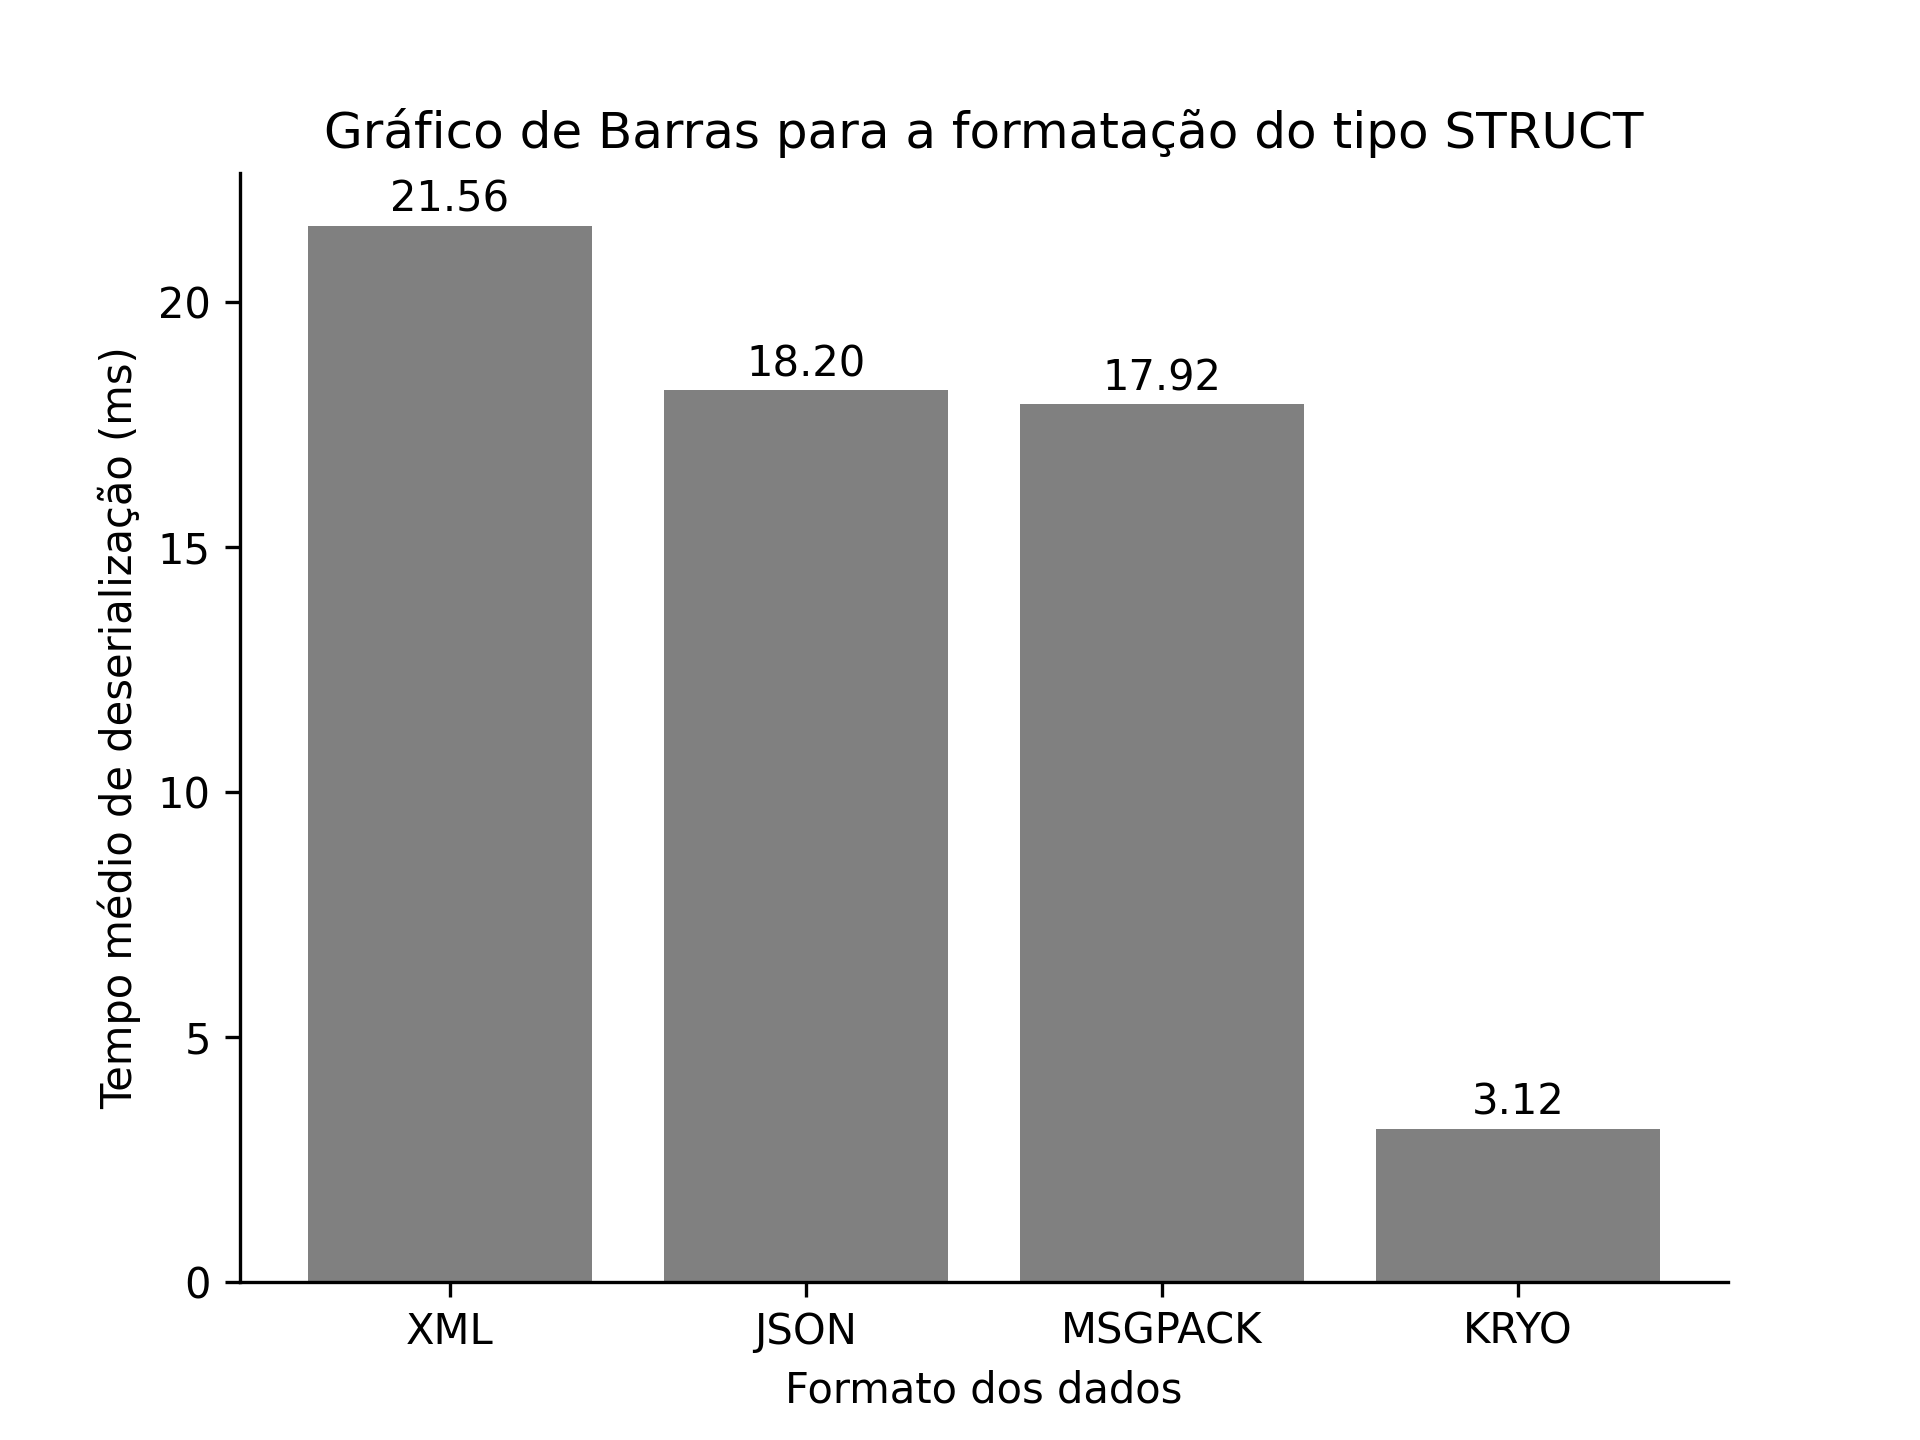 Gráfico de Barras para a formatação do tipo STRUCT
21.56
18.20
17.92
3.12
Tempo médio de deserialização (ms)
20
15
10
5
0
XML JSON MSGPACK KRYO
Formato dos dados